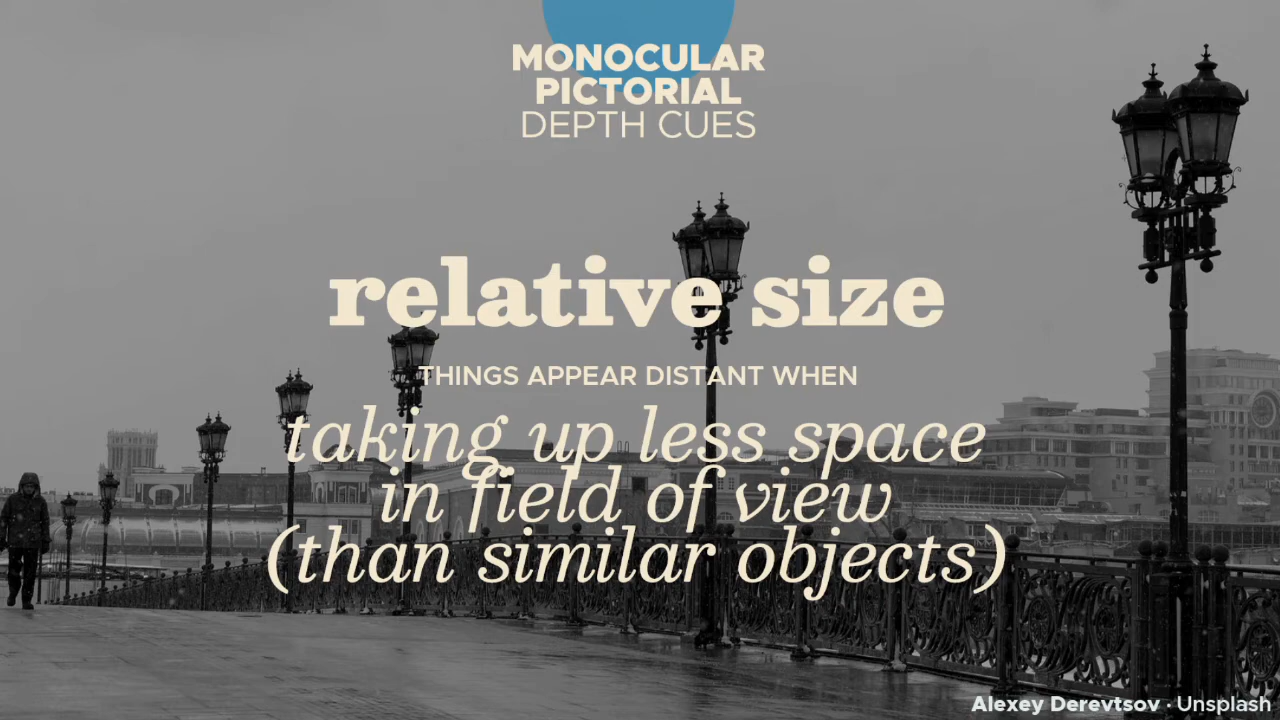 MONOCULAR
PICTORIAL
DEPTH CUES
relative size
THINGS APPEAR DISTANT WHEN
taking up less space
in field of view
(than similar objects)
Alexey Derevtsov · Unsplash